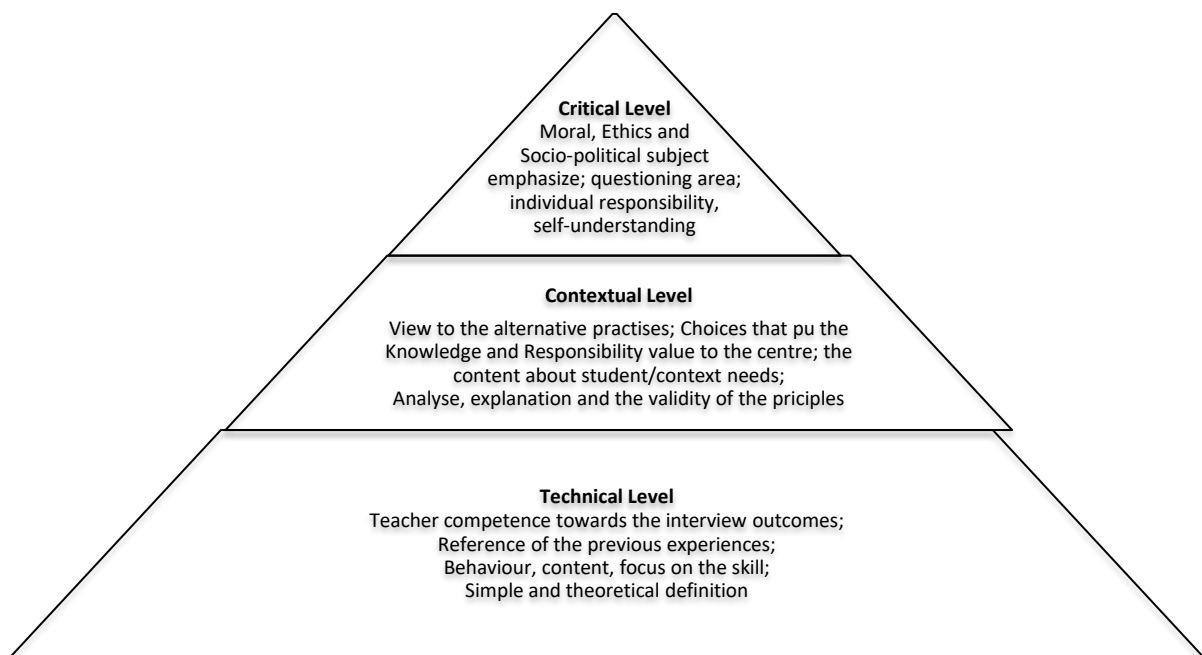 Critical Level
Moral, Ethics and
Socio-political subject
emphasize; questioning area;
individual responsibility,
self-understanding
Contextual Level
View to the alternative practises; Choices that pu the
Knowledge and Responsibility value to the centre; the
content about student/context needs;
Analyse, explanation and the validity of the priciples
Technical Level
Teacher competence towards the interview outcomes;
Reference of the previous experiences;
Behaviour, content, focus on the skill;
Simple and theoretical definition